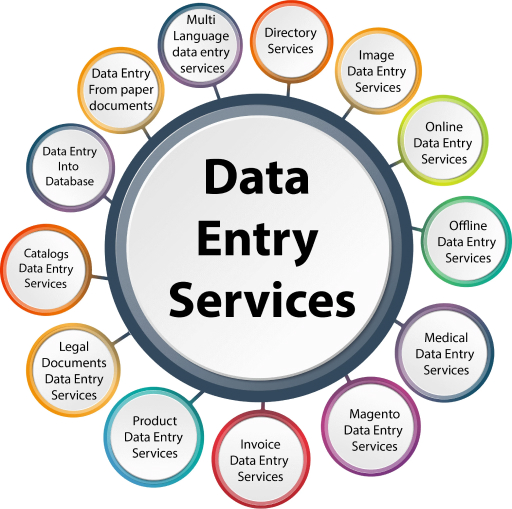 Data
Entry
Services
Multi
Language
data entry
services
Directory
Services
Image
Data Entry
Services
Online
Data Entry
Services
Offline
Data Entry
Services
Medical
Data Entry
Services
Magento
Data Entry
Services
Invoice
Data Entry
Services
Product
Data Entry
Services
Legal
Documents
Data Entry
Services
Catalogs
Data Entry
Services
Data Entry
Into
Database
Data Entry
From paper
documents